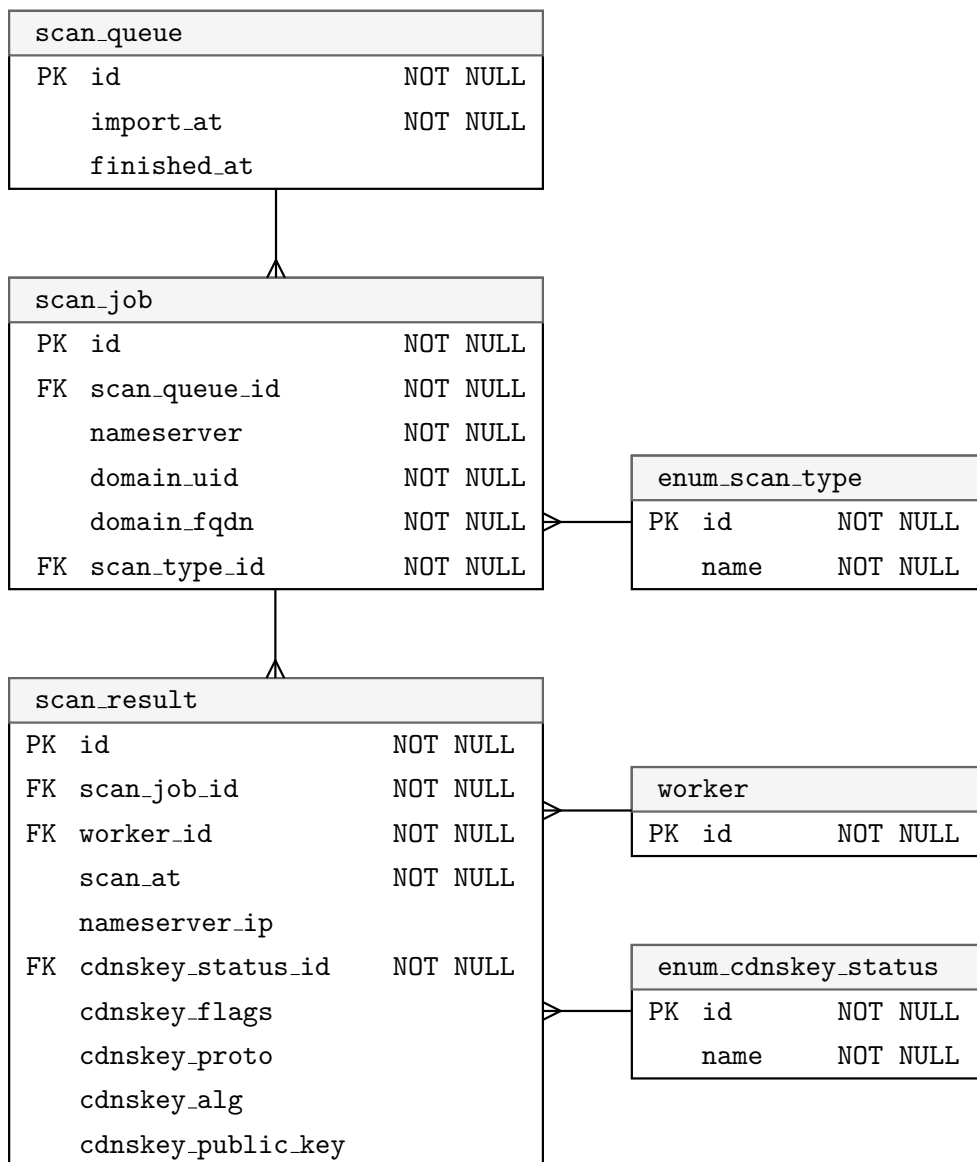 scan_queue
PK id NOT NULL
import_at NOT NULL
finished_at
scan_job
PK id NOT NULL
FK scan_queue_id NOT NULL
nameserver NOT NULL
domain_uid NOT NULL
domain_fqdn NOT NULL
FK scan_type_id NOT NULL
enum_scan_type
PK id NOT NULL
name NOT NULL
scan_result
PK id NOT NULL
FK scan_job_id NOT NULL
FK worker_id NOT NULL
scan_at NOT NULL
nameserver_ip
FK cdnskey_status_id NOT NULL
cdnskey_flags
cdnskey_proto
cdnskey_alg
cdnskey_public_key
worker
PK id NOT NULL
enum_cdnskey_status
PK id NOT NULL
name NOT NULL